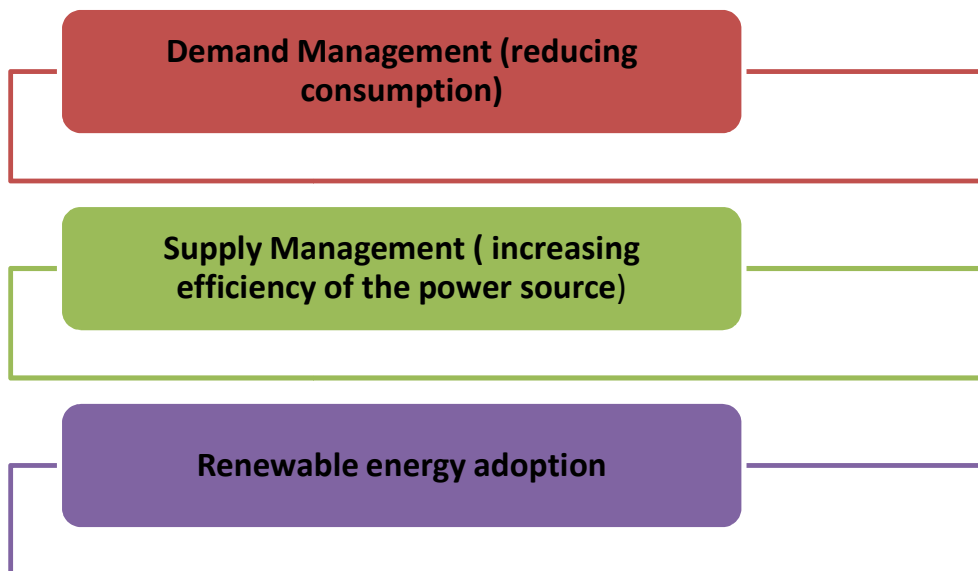 Demand Management (reducing
consumption)
Supply Management ( increasing
efficiency of the power source)
Renewable energy adoption